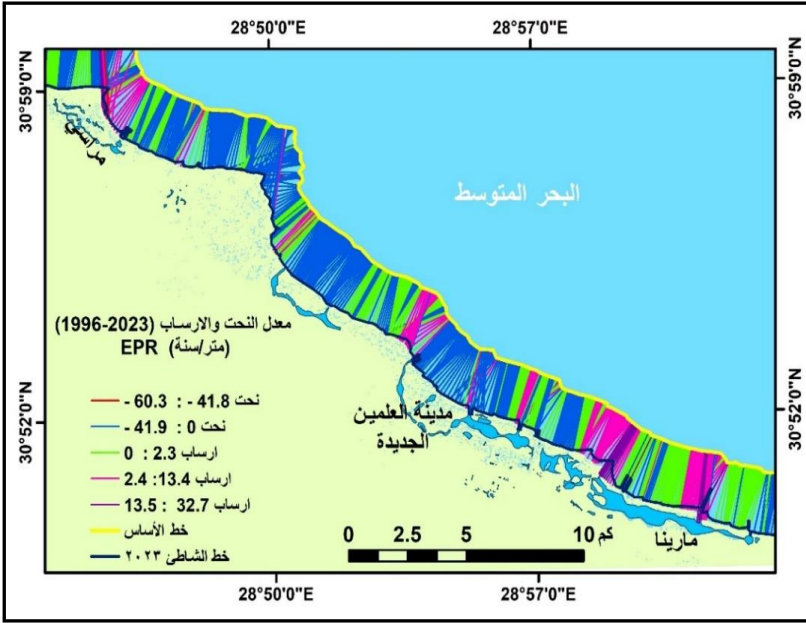 28°50'0"E
28°57'0"E
30°59'0"N
30°59'0"N
مراسي
البحر المتوسط
معدل النحت والارساب (1996-2023)
(متر/سنة) EPR
نحت 41.8 - : 60.3 -
نحت 0 : 41.9 -
ارساب 2.3 : 0
ارساب 13.4 : 2.4
ارساب 32.7 : 13.5
خط الأساس
خط الشاطئ ٢٠٢٣
مدينة العلمين
الجديدة
30°52'0"N
30°52'0"N
0 2.5 5 10 كم
مارينا
28°50'0"E
28°57'0"E